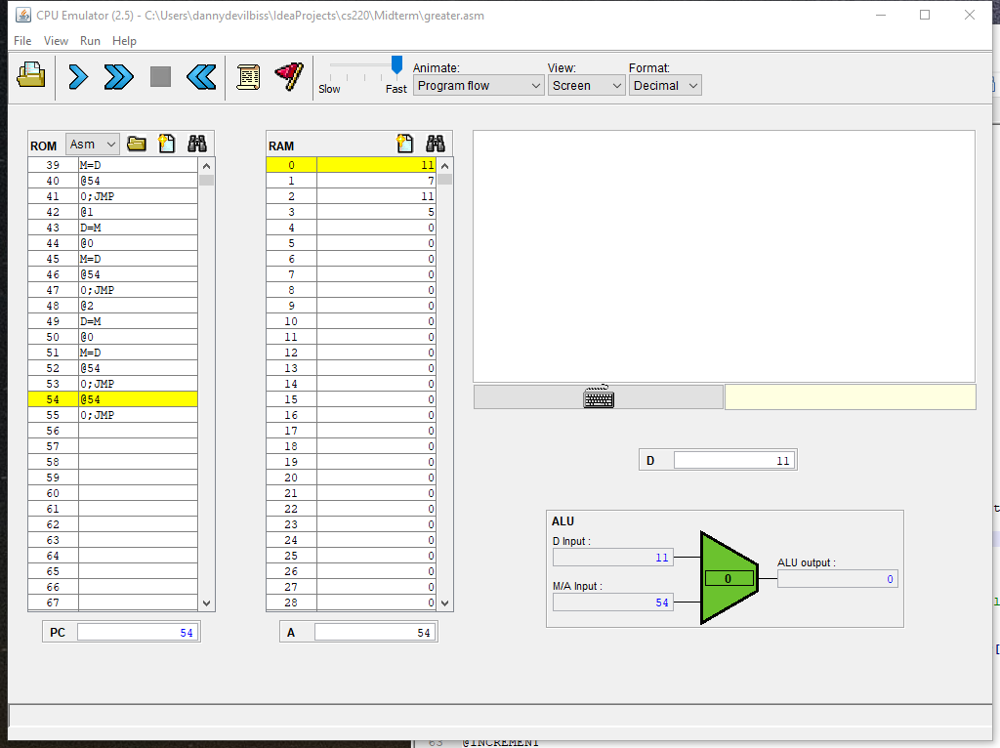 CPU Emulator (2.5) - C:\Users\dannydevilbiss\IdeaProjects\cs220\Midterm\greater.asm
File View Run Help
Slow Fast
Animate: View: Format:
Program flow Screen Decimal
ROM Asm
39 M=D
40 @54
41 0;JMP
42 @1
43 D=M
44 @0
45 M=D
46 @54
47 0;JMP
48 @2
49 D=M
50 @0
51 M=D
52 @54
53 0;JMP
54 @54
55 0;JMP
56
57
58
59
60
61
62
63
64
65
66
67
PC 54
RAM
0 11
1 7
2 11
3 5
4 0
5 0
6 0
7 0
8 0
9 0
10 0
11 0
12 0
13 0
14 0
15 0
16 0
17 0
18 0
19 0
20 0
21 0
22 0
23 0
24 0
25 0
26 0
27 0
28 0
A 54
D 11
ALU
D Input :
11
M/A Input :
54
0
ALU output :
0
63 @INCREMENT